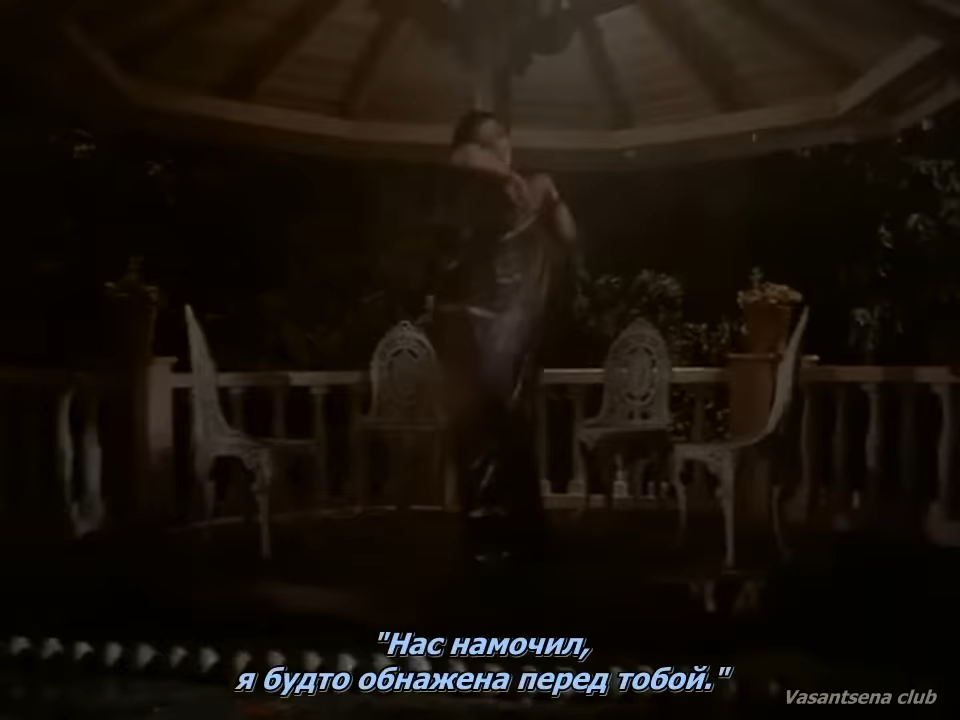 "Нас намочил,
я будто обнажена перед тобой."
Vasantsena club